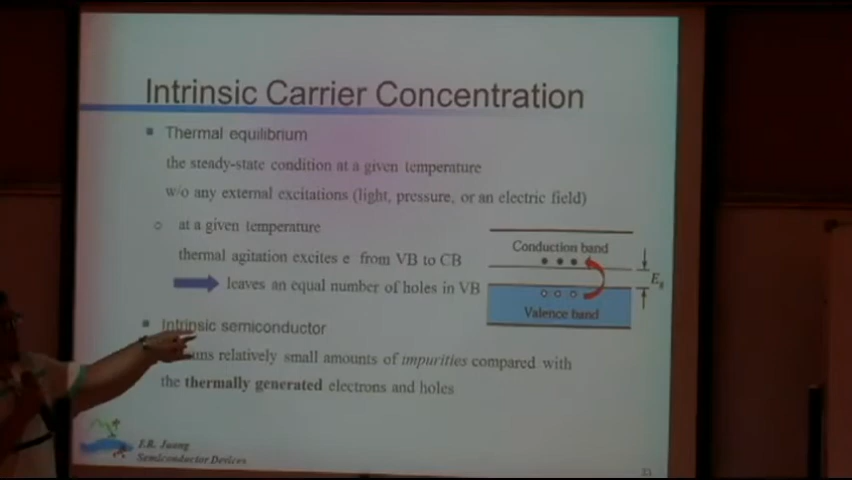 Intrinsic Carrier Concentration
Thermal equilibrium
the steady-state condition at a given temperature
w/o any external excitations (light, pressure, or an electric field)
at a given temperature
thermal agitation excites e from VB to CB
leaves an equal number of holes in VB
Conduction band
Eg
Valence band
Intrinsic semiconductor
relatively small amounts of impurities compared with
the thermally generated electrons and holes
Semiconductor Devices